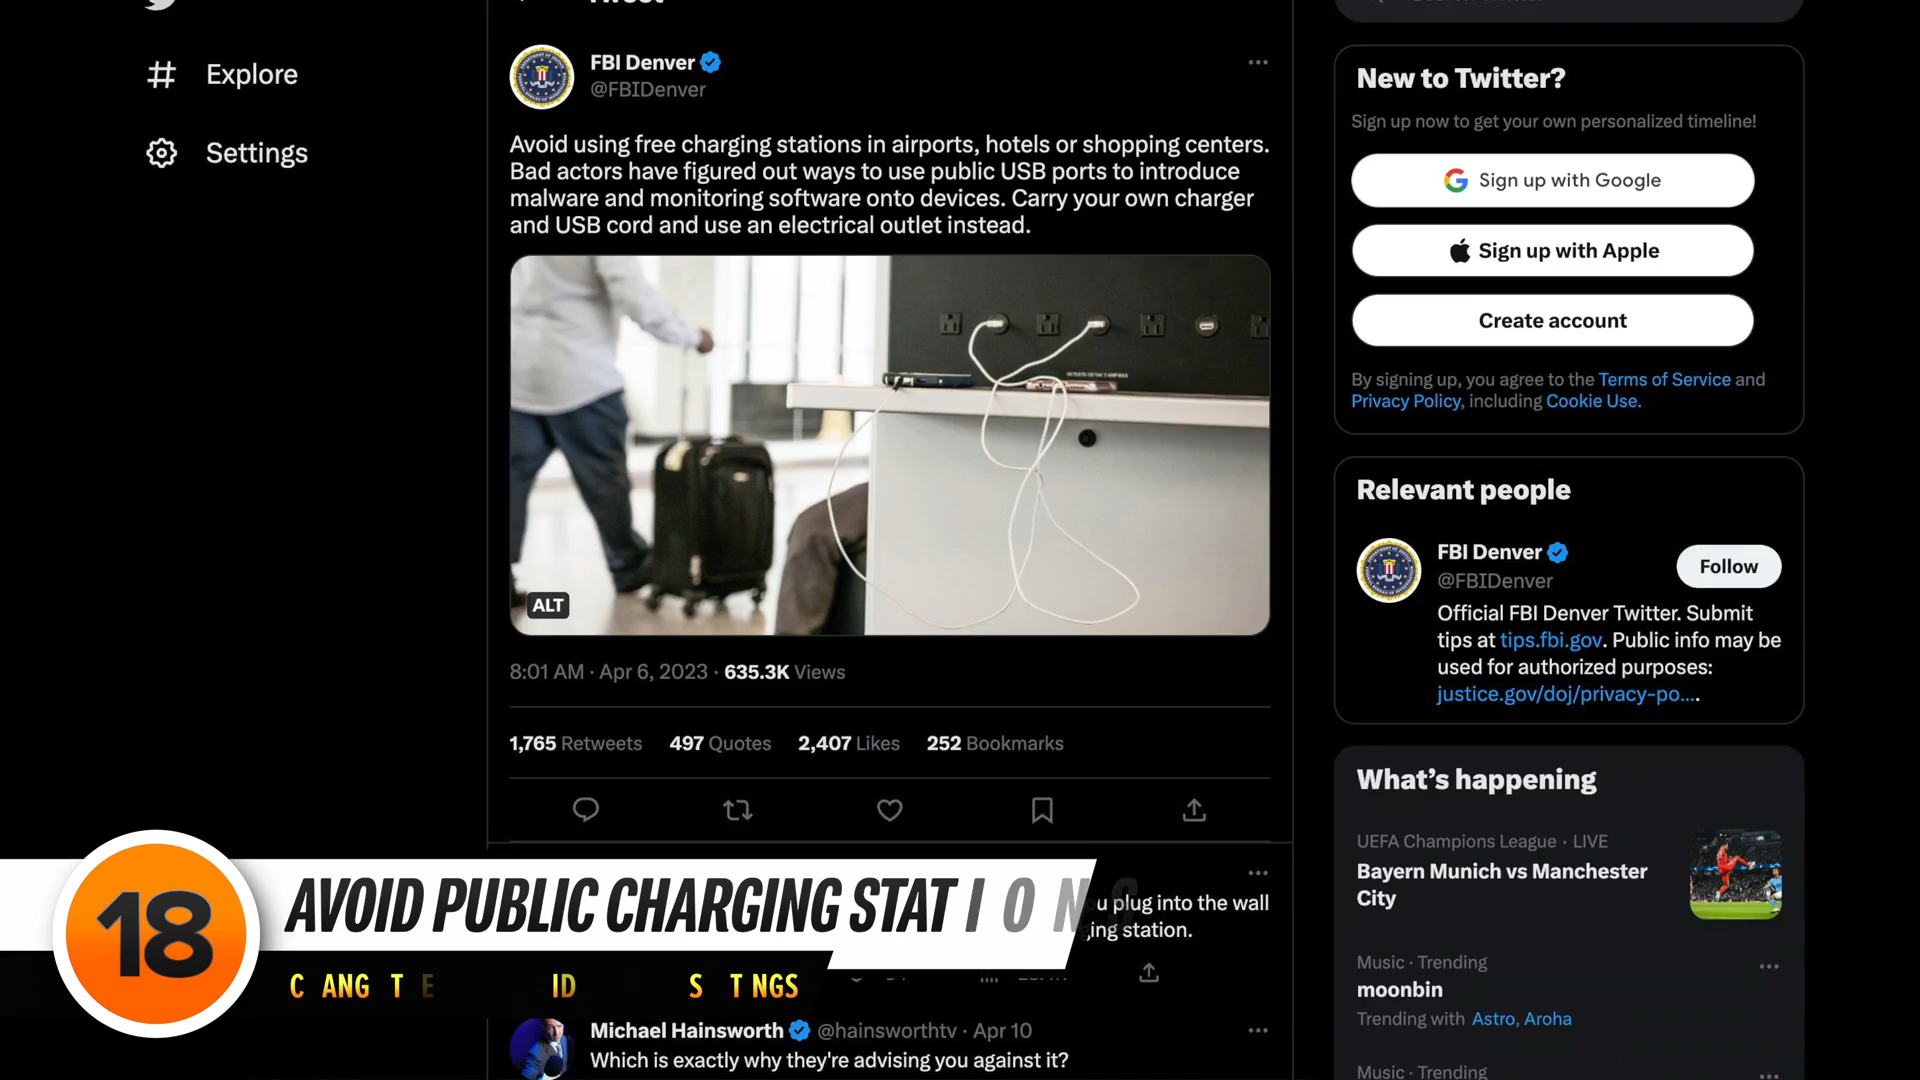 Explore
Settings
FBI Denver
@FBIDenver
Avoid using free charging stations in airports, hotels or shopping centers.
Bad actors have figured out ways to use public USB ports to introduce
malware and monitoring software onto devices. Carry your own charger
and USB cord and use an electrical outlet instead.
ALT
8:01 AM · Apr 6, 2023 · 635.3K Views
1,765 Retweets 497 Quotes 2,407 Likes 252 Bookmarks
u plug into the wall
ing station.
Michael Hainsworth @hainsworthtv · Apr 10
Which is exactly why they're advising you against it?
New to Twitter?
Sign up now to get your own personalized timeline!
Sign up with Google
Sign up with Apple
Create account
By signing up, you agree to the Terms of Service and
Privacy Policy, including Cookie Use.
Relevant people
FBI Denver
@FBIDenver
Follow
Official FBI Denver Twitter. Submit
tips at tips.fbi.gov. Public info may be
used for authorized purposes:
justice.gov/doj/privacy-po....
What's happening
UEFA Champions League · LIVE
Bayern Munich vs Manchester
City
Music · Trending
moonbin
Trending with Astro, Aroha
Music · Trending
18
AVOID PUBLIC CHARGING STATIONS
C ANG T E ID S T NGS